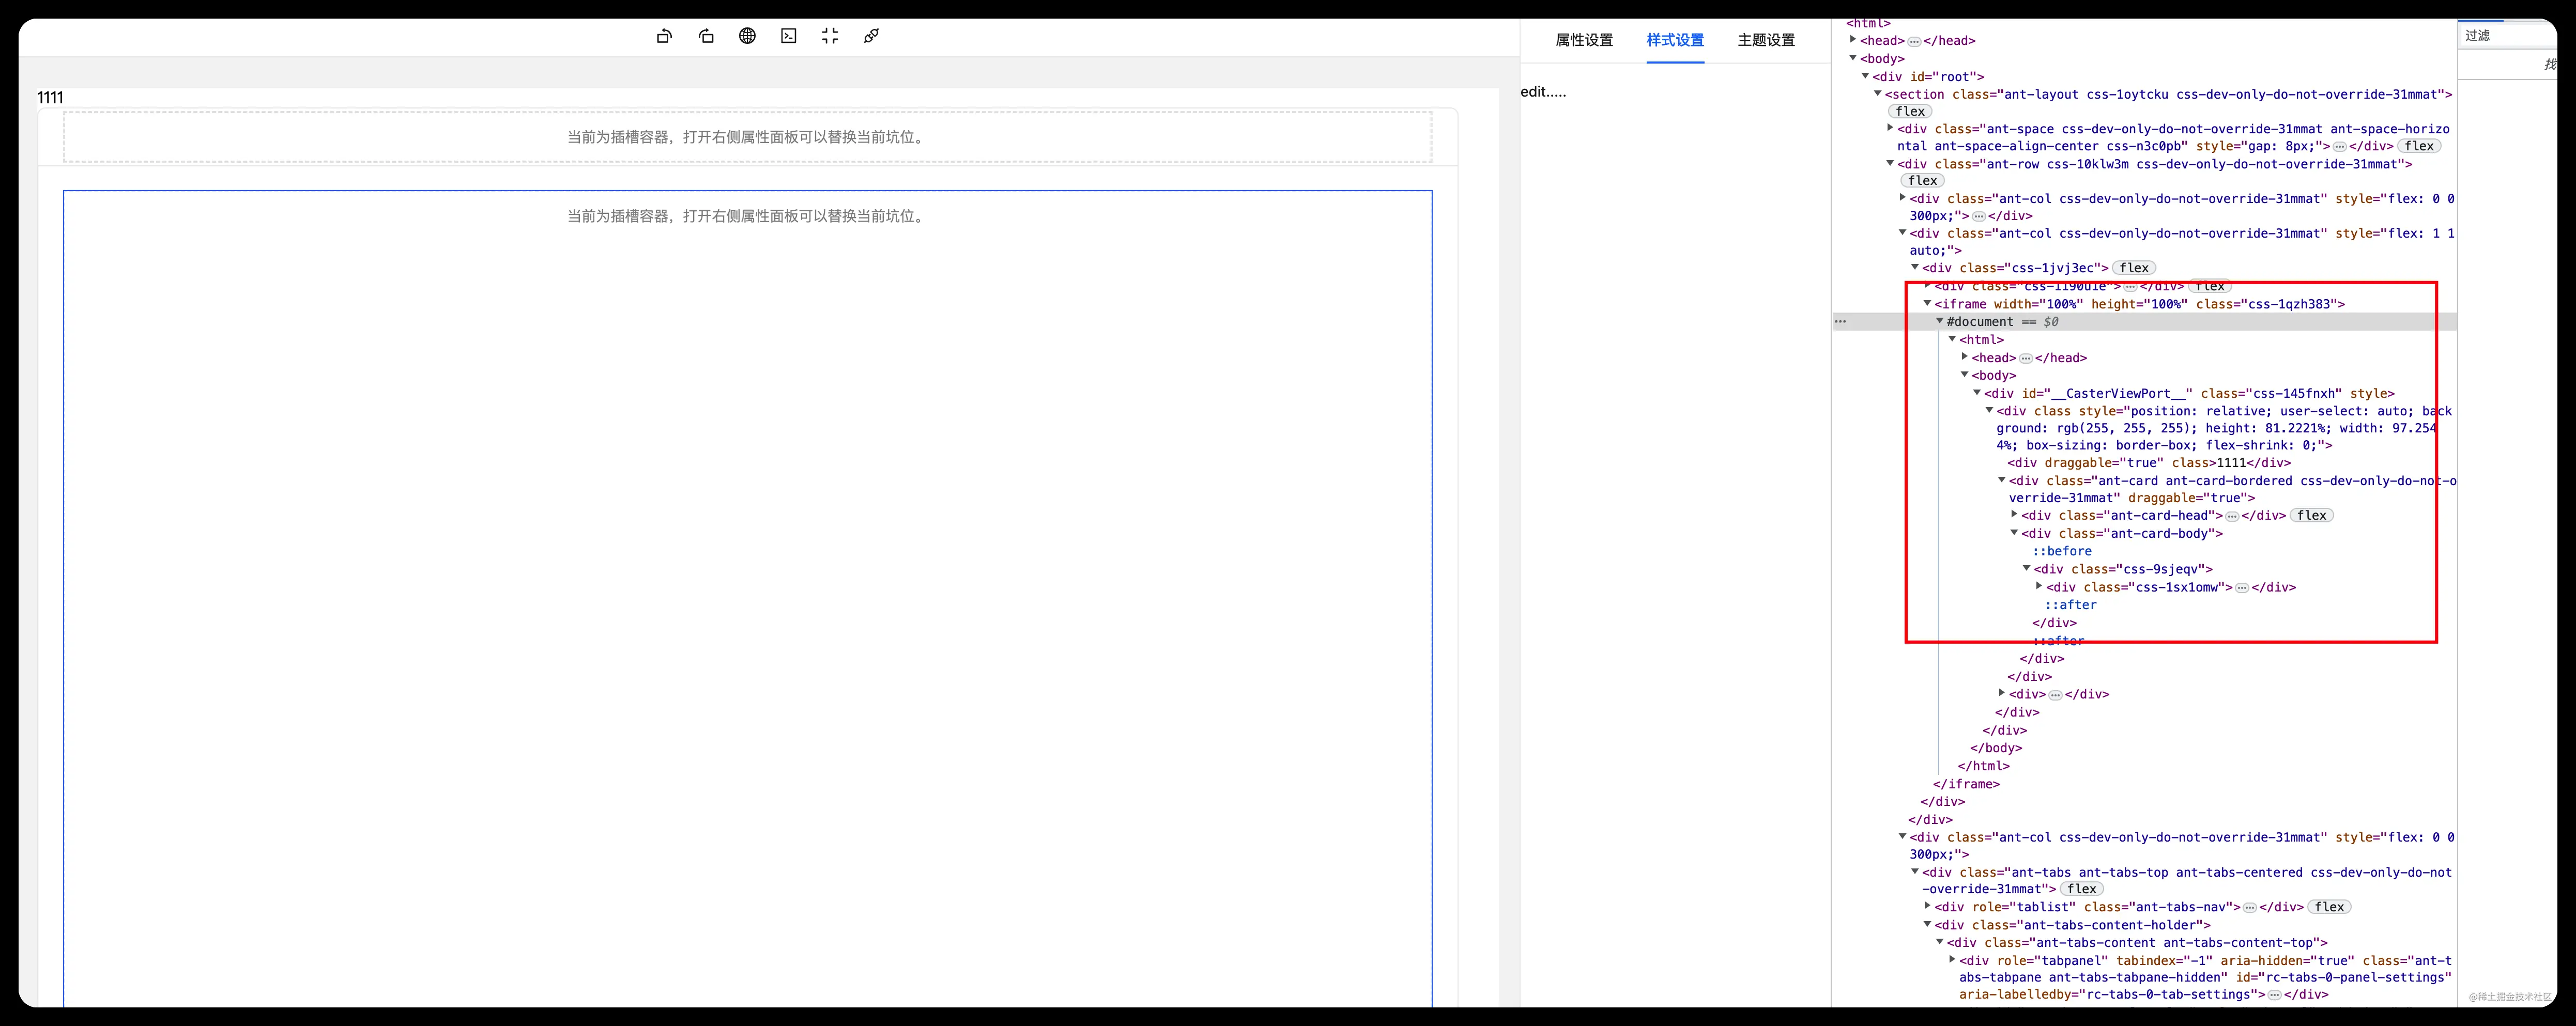 属性设置 样式设置 主题设置
1111
当前为插槽容器，打开右侧属性面板可以替换当前坑位。
当前为插槽容器，打开右侧属性面板可以替换当前坑位。
edit.....
<html>
<head>…</head>
<body>
<div id="root">
<section class="ant-layout css-1oytcku css-dev-only-do-not-override-31mmat">
flex
<div class="ant-space css-dev-only-do-not-override-31mmat ant-space-horizo
ntal ant-space-align-center css-n3c0pb" style="gap: 8px;">…</div> flex
<div class="ant-row css-10klw3m css-dev-only-do-not-override-31mmat">
flex
<div class="ant-col css-dev-only-do-not-override-31mmat" style="flex: 0 0
300px;">…</div>
<div class="ant-col css-dev-only-do-not-override-31mmat" style="flex: 1 1
auto;">
<div class="css-1jvj3ec"> flex
<div class="css-1190u1e">…</div> flex
<iframe width="100%" height="100%" class="css-1qzh383">
#document == $0
<html>
<head>…</head>
<body>
<div id="__CasterViewPort__" class="css-145fnxh" style>
<div class style="position: relative; user-select: auto; back
ground: rgb(255, 255, 255); height: 81.2221%; width: 97.254
4%; box-sizing: border-box; flex-shrink: 0;">
<div draggable="true" class>1111</div>
<div class="ant-card ant-card-bordered css-dev-only-do-not-o
verride-31mmat" draggable="true">
<div class="ant-card-head">…</div> flex
<div class="ant-card-body">
::before
<div class="css-9sjeqv">
<div class="css-1sx1omw">…</div>
::after
</div>
::after
</div>
</div>
<div>…</div>
</div>
</div>
</body>
</html>
</iframe>
</div>
</div>
<div class="ant-col css-dev-only-do-not-override-31mmat" style="flex: 0 0
300px;">
<div class="ant-tabs ant-tabs-top ant-tabs-centered css-dev-only-do-not
-override-31mmat"> flex
<div role="tablist" class="ant-tabs-nav">…</div> flex
<div class="ant-tabs-content-holder">
<div class="ant-tabs-content ant-tabs-content-top">
<div role="tabpanel" tabindex="-1" aria-hidden="true" class="ant-t
abs-tabpane ant-tabs-tabpane-hidden" id="rc-tabs-0-panel-settings"
aria-labelledby="rc-tabs-0-tab-settings">…</div>
过滤
找
@稀土掘金技术社区